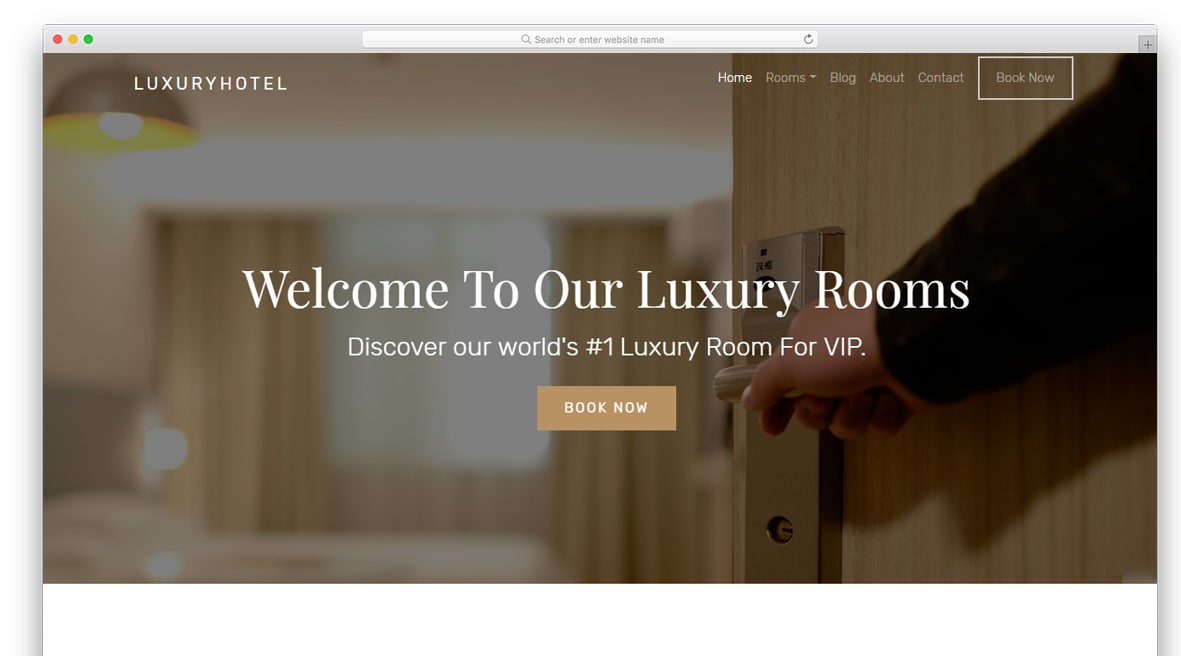 Search or enter website name
LUXURYHOTEL
Home Rooms Blog About Contact Book Now
Welcome To Our Luxury Rooms
Discover our world's #1 Luxury Room For VIP.
BOOK NOW